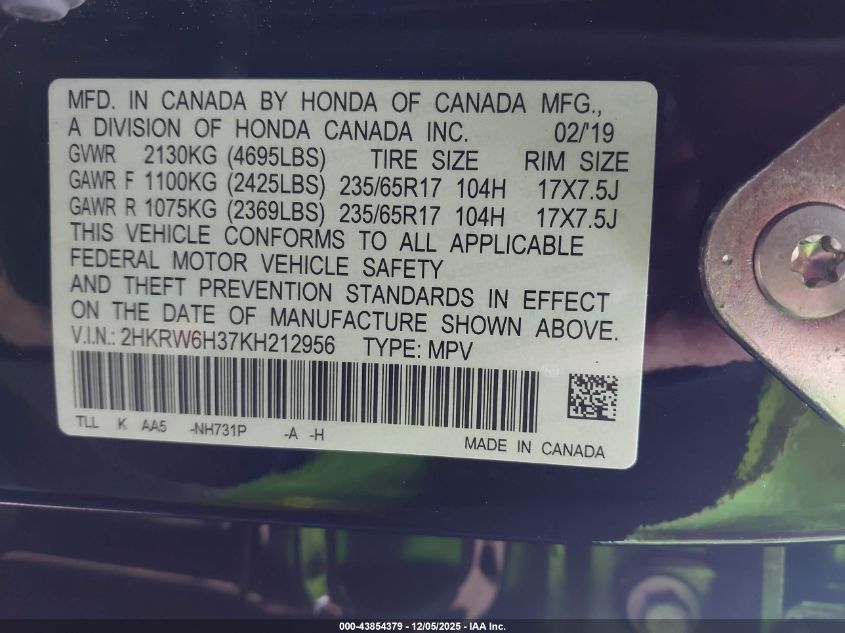 MFD. IN CANADA BY HONDA OF CANADA MFG.,
A DIVISION OF HONDA CANADA INC. 02/'19
GVWR 2130KG (4695LBS) TIRE SIZE RIM SIZE
GAWR F 1100KG (2425LBS) 235/65R17 104H 17X7.5J
GAWR R 1075KG (2369LBS) 235/65R17 104H 17X7.5J
THIS VEHICLE CONFORMS TO ALL APPLICABLE
FEDERAL MOTOR VEHICLE SAFETY
AND THEFT PREVENTION STANDARDS IN EFFECT
ON THE DATE OF MANUFACTURE SHOWN ABOVE.
V.I.N.: 2HKRW6H37KH212956 TYPE: MPV
TLL K AA5 -NH731P -A -H
MADE IN CANADA
000-43854379 - 12/05/2025 - IAA Inc.